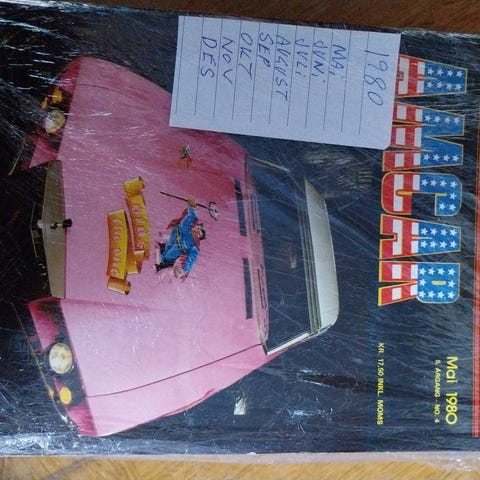 1980
MAi
JUNi
JULi
AUGUST
SEP
OKT
NOV
DES
AMCAR
Mai 1980
5. ÅRGANG - NO. 4
KR. 17,50 INKL. MOMS